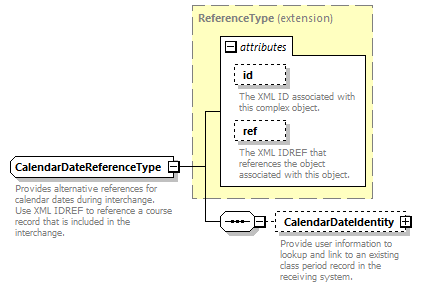 ReferenceType (extension)
attributes
id
The XML ID associated with
this complex object.
ref
The XML IDREF that
references the object
associated with this object.
CalendarDateReferenceType
Provides alternative references for
calendar dates during interchange.
Use XML IDREF to reference a course
record that is included in the
interchange.
CalendarDateIdentity
Provide user information to
lookup and link to an existing
class period record in the
receiving system.